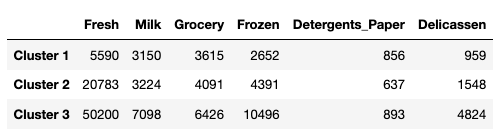 Fresh Milk Grocery Frozen Detergents_Paper Delicassen
Cluster 1 5590 3150 3615 2652 856 959
Cluster 2 20783 3224 4091 4391 637 1548
Cluster 3 50200 7098 6426 10496 893 4824